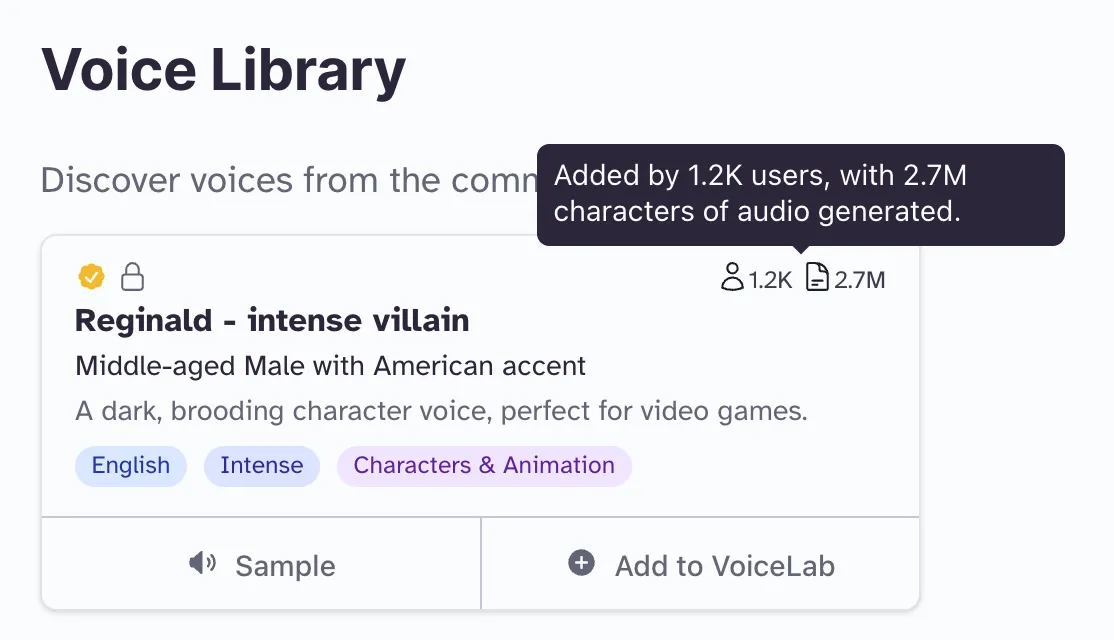 Voice Library
Discover voices from the
Added by 1.2K users, with 2.7M
characters of audio generated.
1.2K 2.7M
Reginald - intense villain
Middle-aged Male with American accent
A dark, brooding character voice, perfect for video games.
English Intense Characters & Animation
Sample Add to VoiceLab